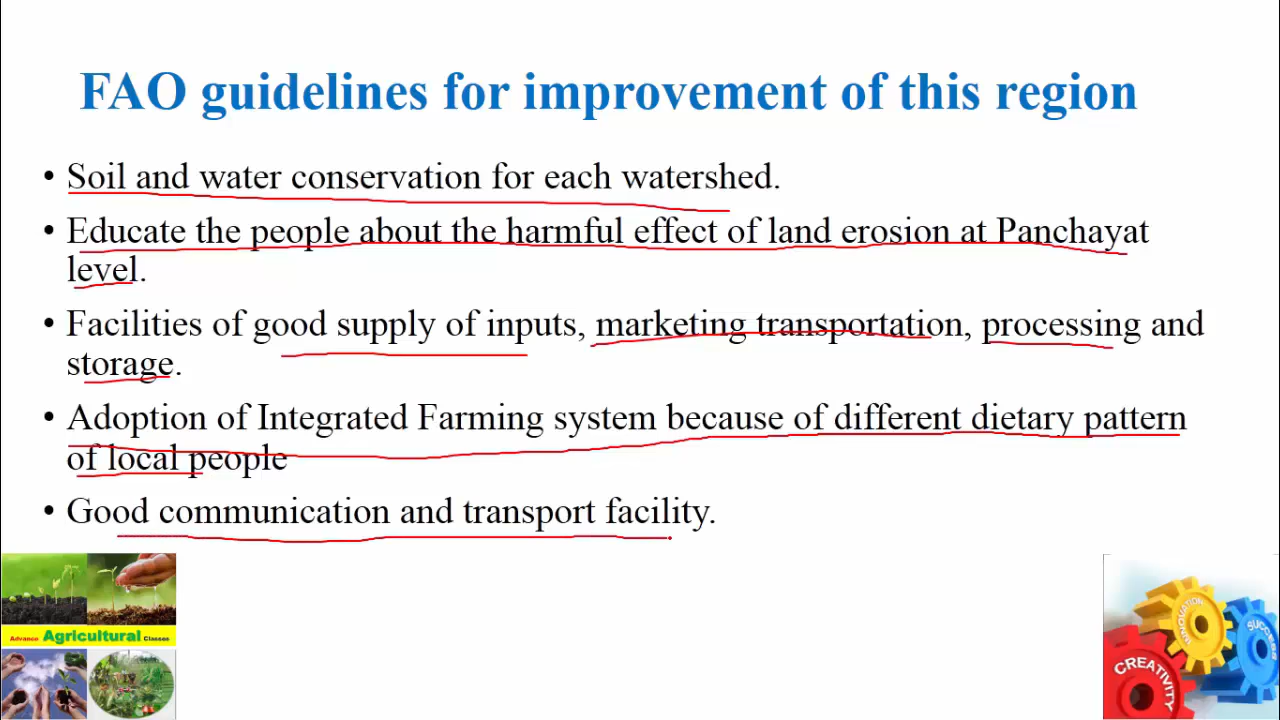 FAO guidelines for improvement of this region
• Soil and water conservation for each watershed.
• Educate the people about the harmful effect of land erosion at Panchayat
level.
• Facilities of good supply of inputs, marketing transportation, processing and
storage.
• Adoption of Integrated Farming system because of different dietary pattern
of local people
• Good communication and transport facility.
Advance Agricultural Classes
INNOVATION
SUCCESS
CREATIVITY